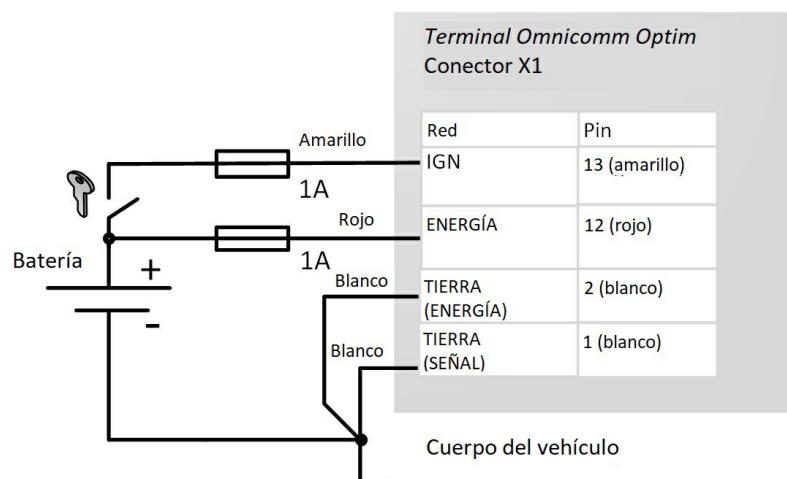 Terminal Omnicomm Optim
Conector X1
Red
Pin
Amarillo
IGN
13 (amarillo)
1A
Rojo
ENERGÍA
12 (rojo)
1A
Batería
+
-
Blanco
TIERRA
(ENERGÍA)
2 (blanco)
Blanco
TIERRA
(SEÑAL)
1 (blanco)
Cuerpo del vehículo